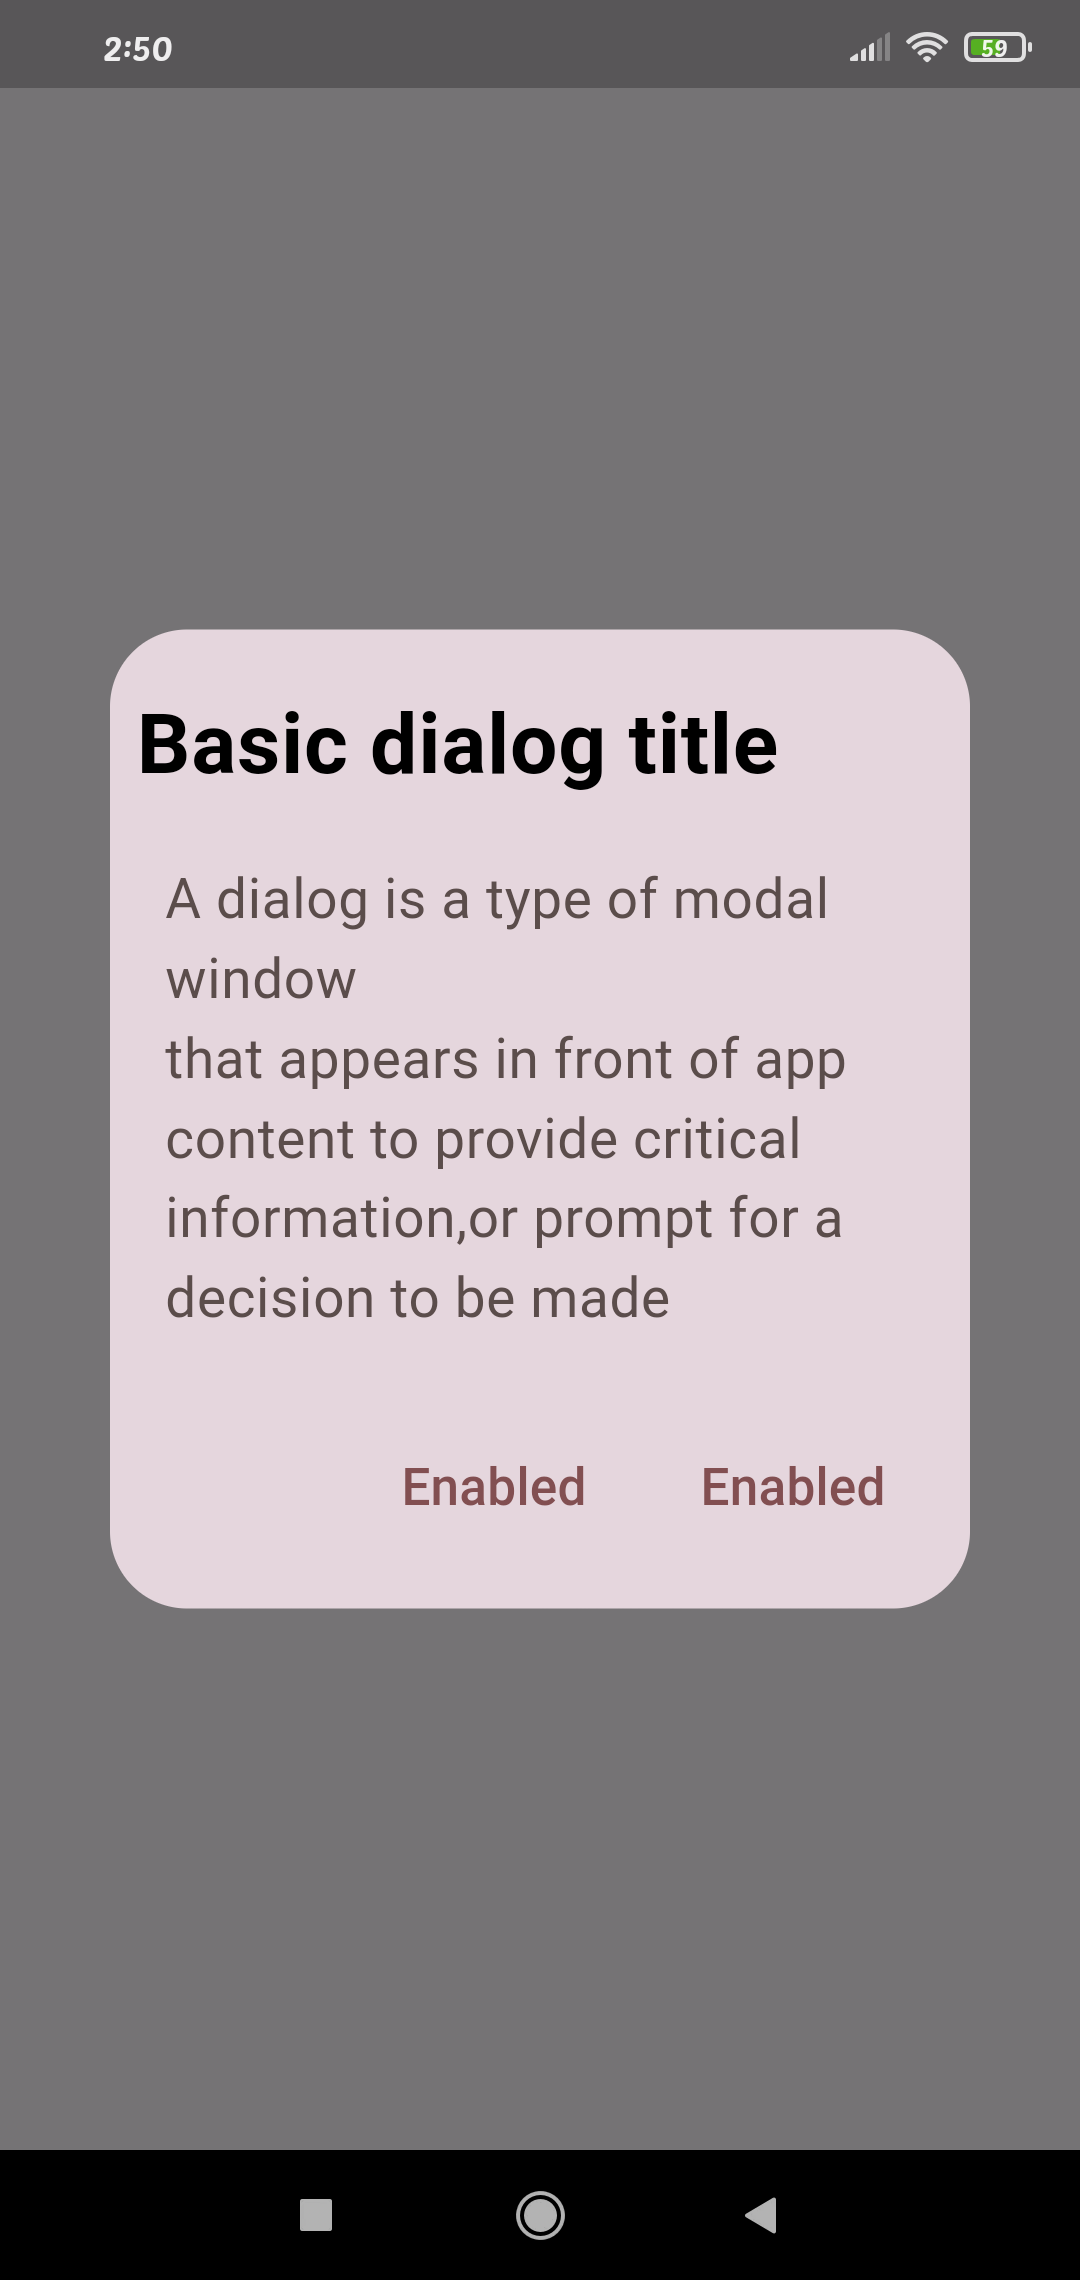 2:50
59
Basic dialog title
A dialog is a type of modal
window
that appears in front of app
content to provide critical
information,or prompt for a
decision to be made
Enabled Enabled